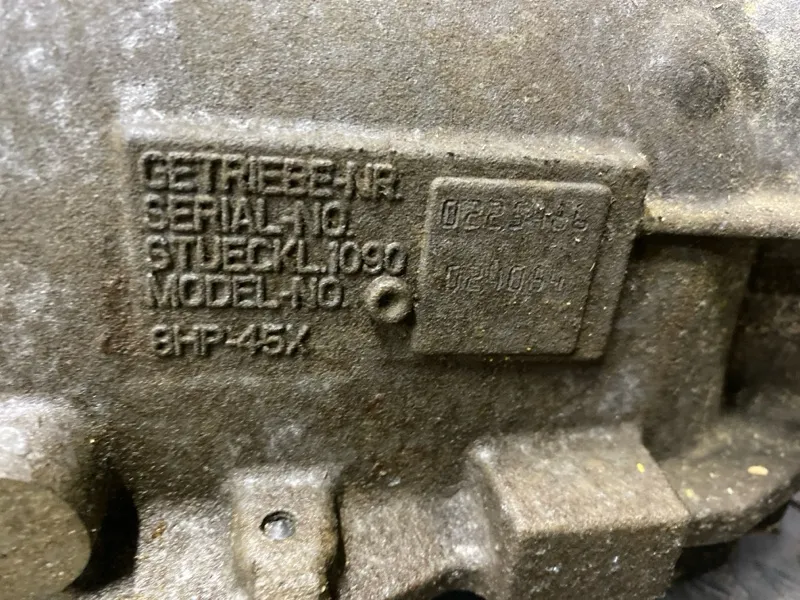 GETRIEBE-NR.
SERIAL-NO.
STUECKL.1090
MODEL-NO.
8HP-45X